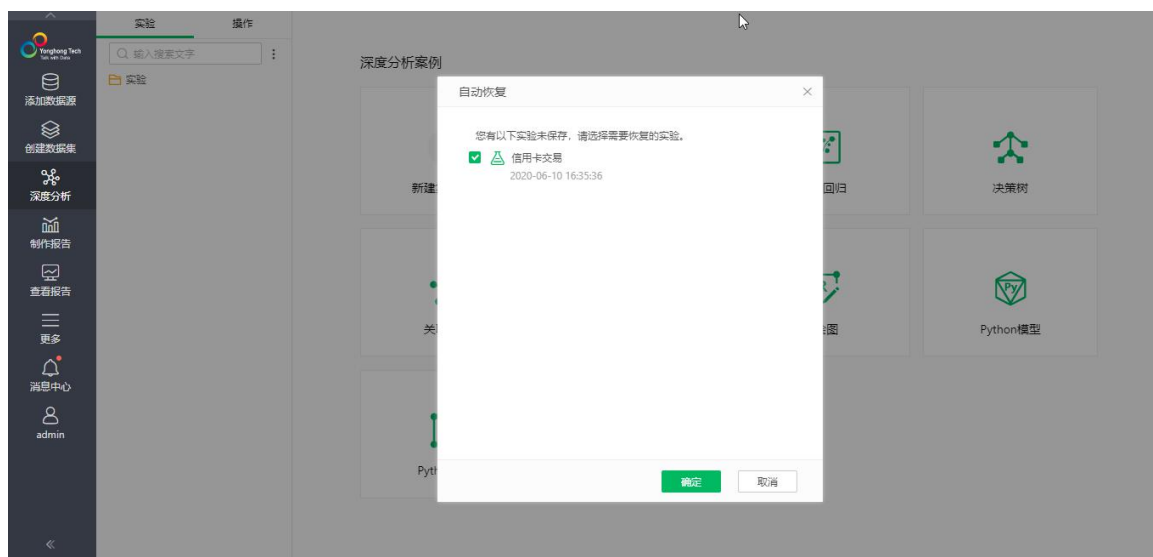 实验
操作
Yonghong Tech
Talk with Data
输入搜索文字
实验
添加数据源
创建数据集
深度分析
制作报告
查看报告
更多
消息中心
admin
深度分析案例
新建
回归
决策树
关
图
Python模型
Pyth
自动恢复
您有以下实验未保存，请选择需要恢复的实验。
信用卡交易
2020-06-10 16:35:36
确定
取消